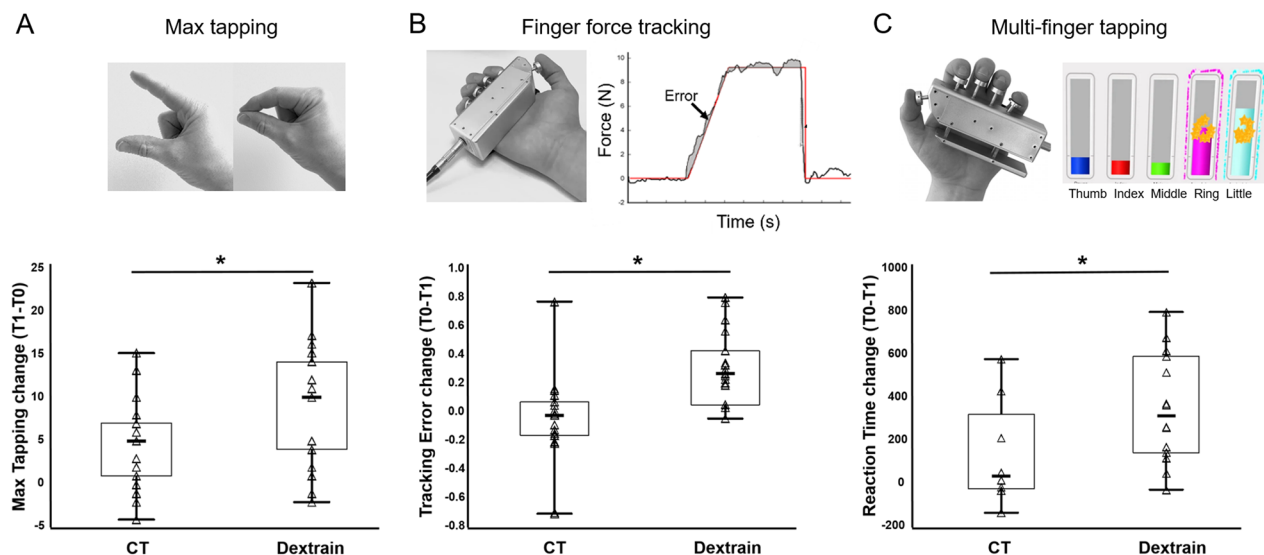 A
Max tapping
B
Finger force tracking
C
Multi-finger tapping
10
8
6
4
2
0
-2
Force (N)
Error
Time (s)
Thumb Index Middle Ring Little
25
20
15
10
5
0
-5
Max Tapping change (T1-T0)
*
CT
Dextrain
1.0
0.8
0.6
0.4
0.2
0.0
-0.2
-0.4
-0.6
-0.8
Tracking Error change (T0-T1)
*
CT
Dextrain
1000
800
600
400
200
0
-200
Reaction Time change (T0-T1)
*
CT
Dextrain